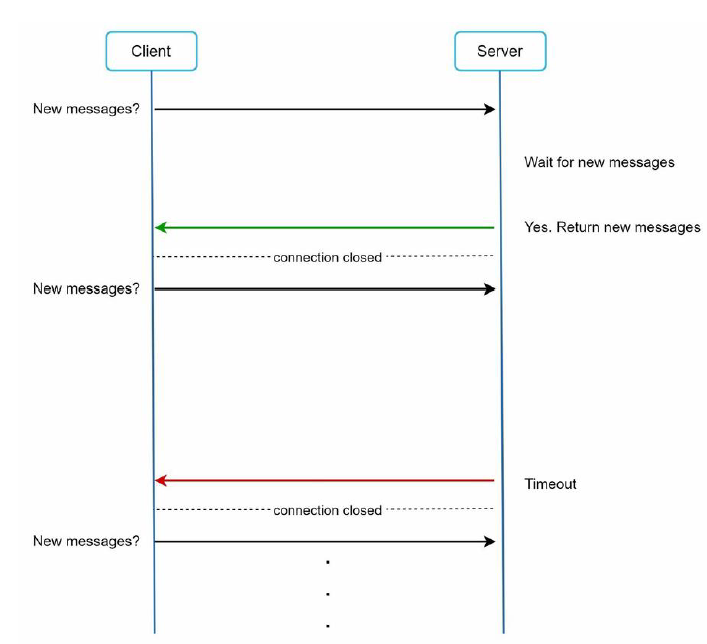 Client
Server
New messages?
Wait for new messages
Yes. Return new messages
connection closed
New messages?
Timeout
connection closed
New messages?